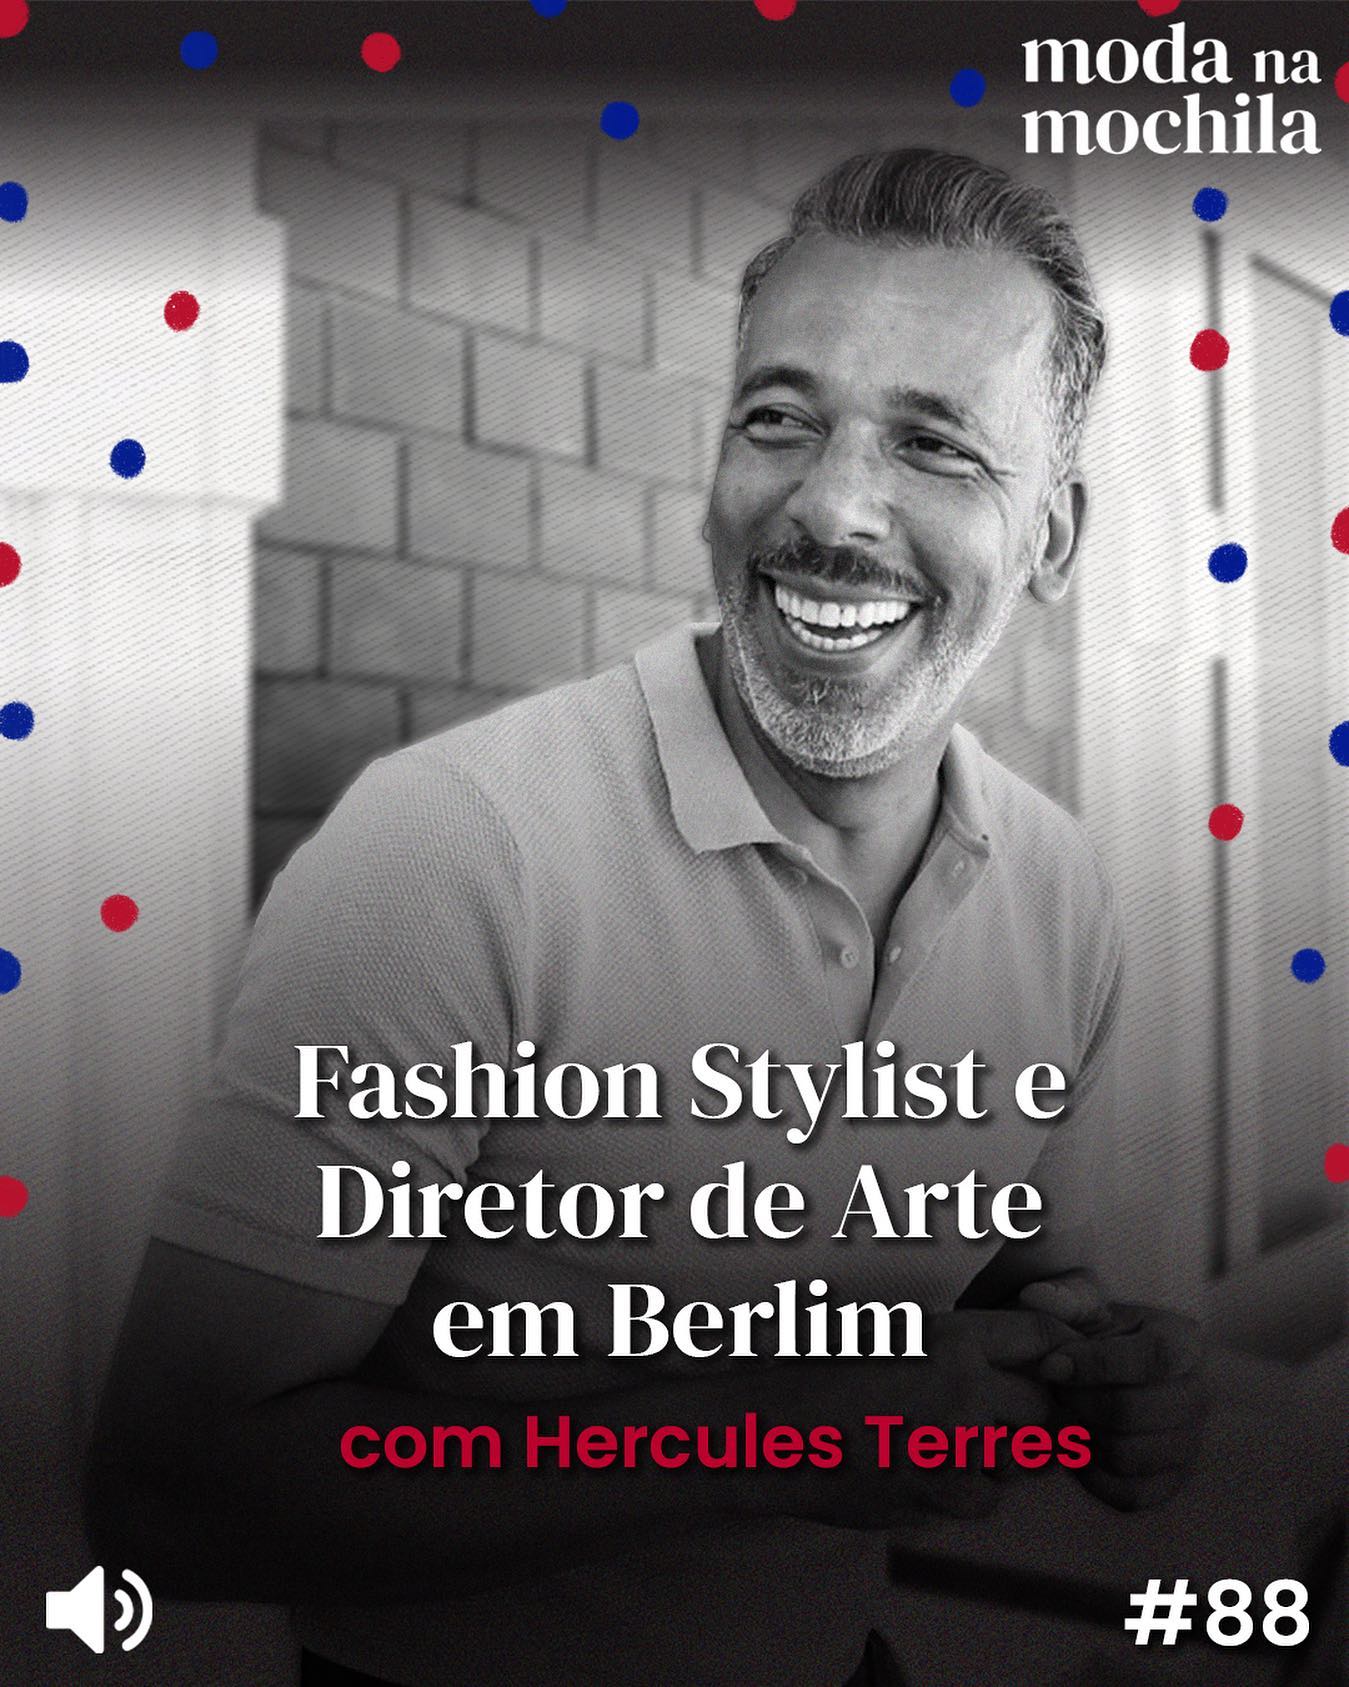 moda na
mochila
Fashion Stylist e
Diretor de Arte
em Berlim
com Hercules Terres
#88